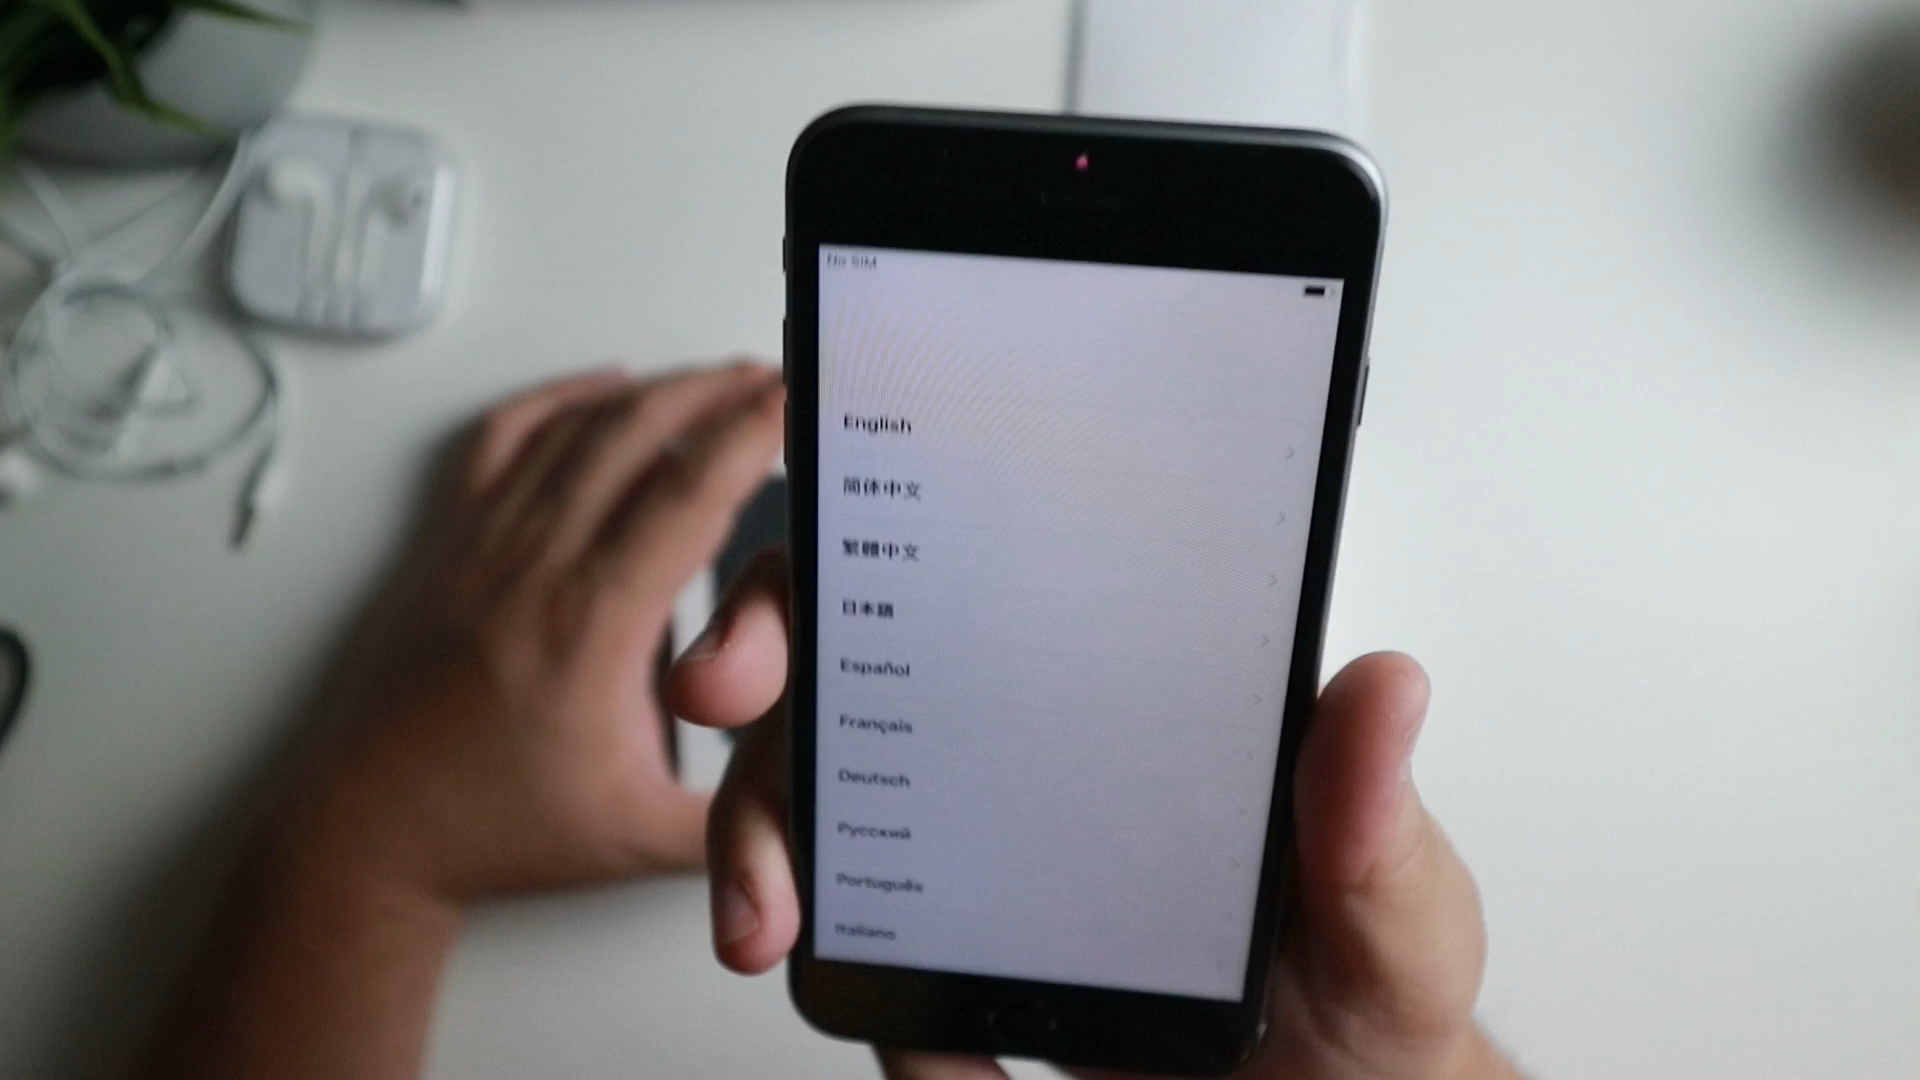 No SIM
English
简体中文
繁體中文
日本語
Español
Français
Deutsch
Русский
Português
Italiano